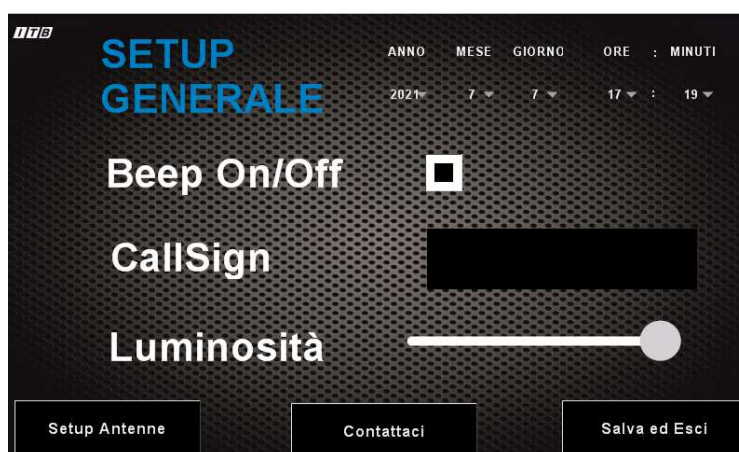 ITB
SETUP
GENERALE
ANNO MESE GIORNO ORE : MINUTI
2021 7 7 17 : 19
Beep On/Off
CallSign
Luminosità
Setup Antenne Contattaci Salva ed Esci